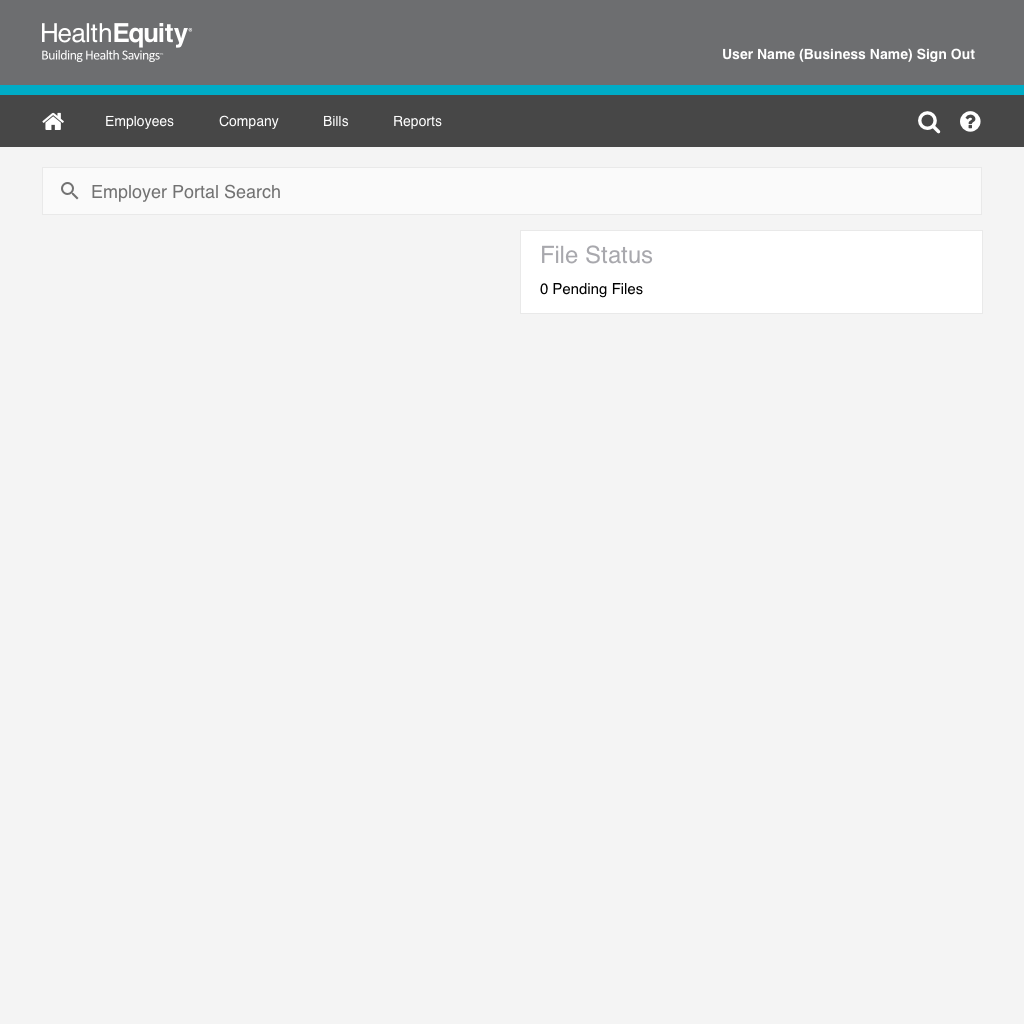 HealthEquity®
Building Health Savings™
User Name (Business Name) Sign Out
Employees Company Bills Reports
Employer Portal Search
File Status
0 Pending Files